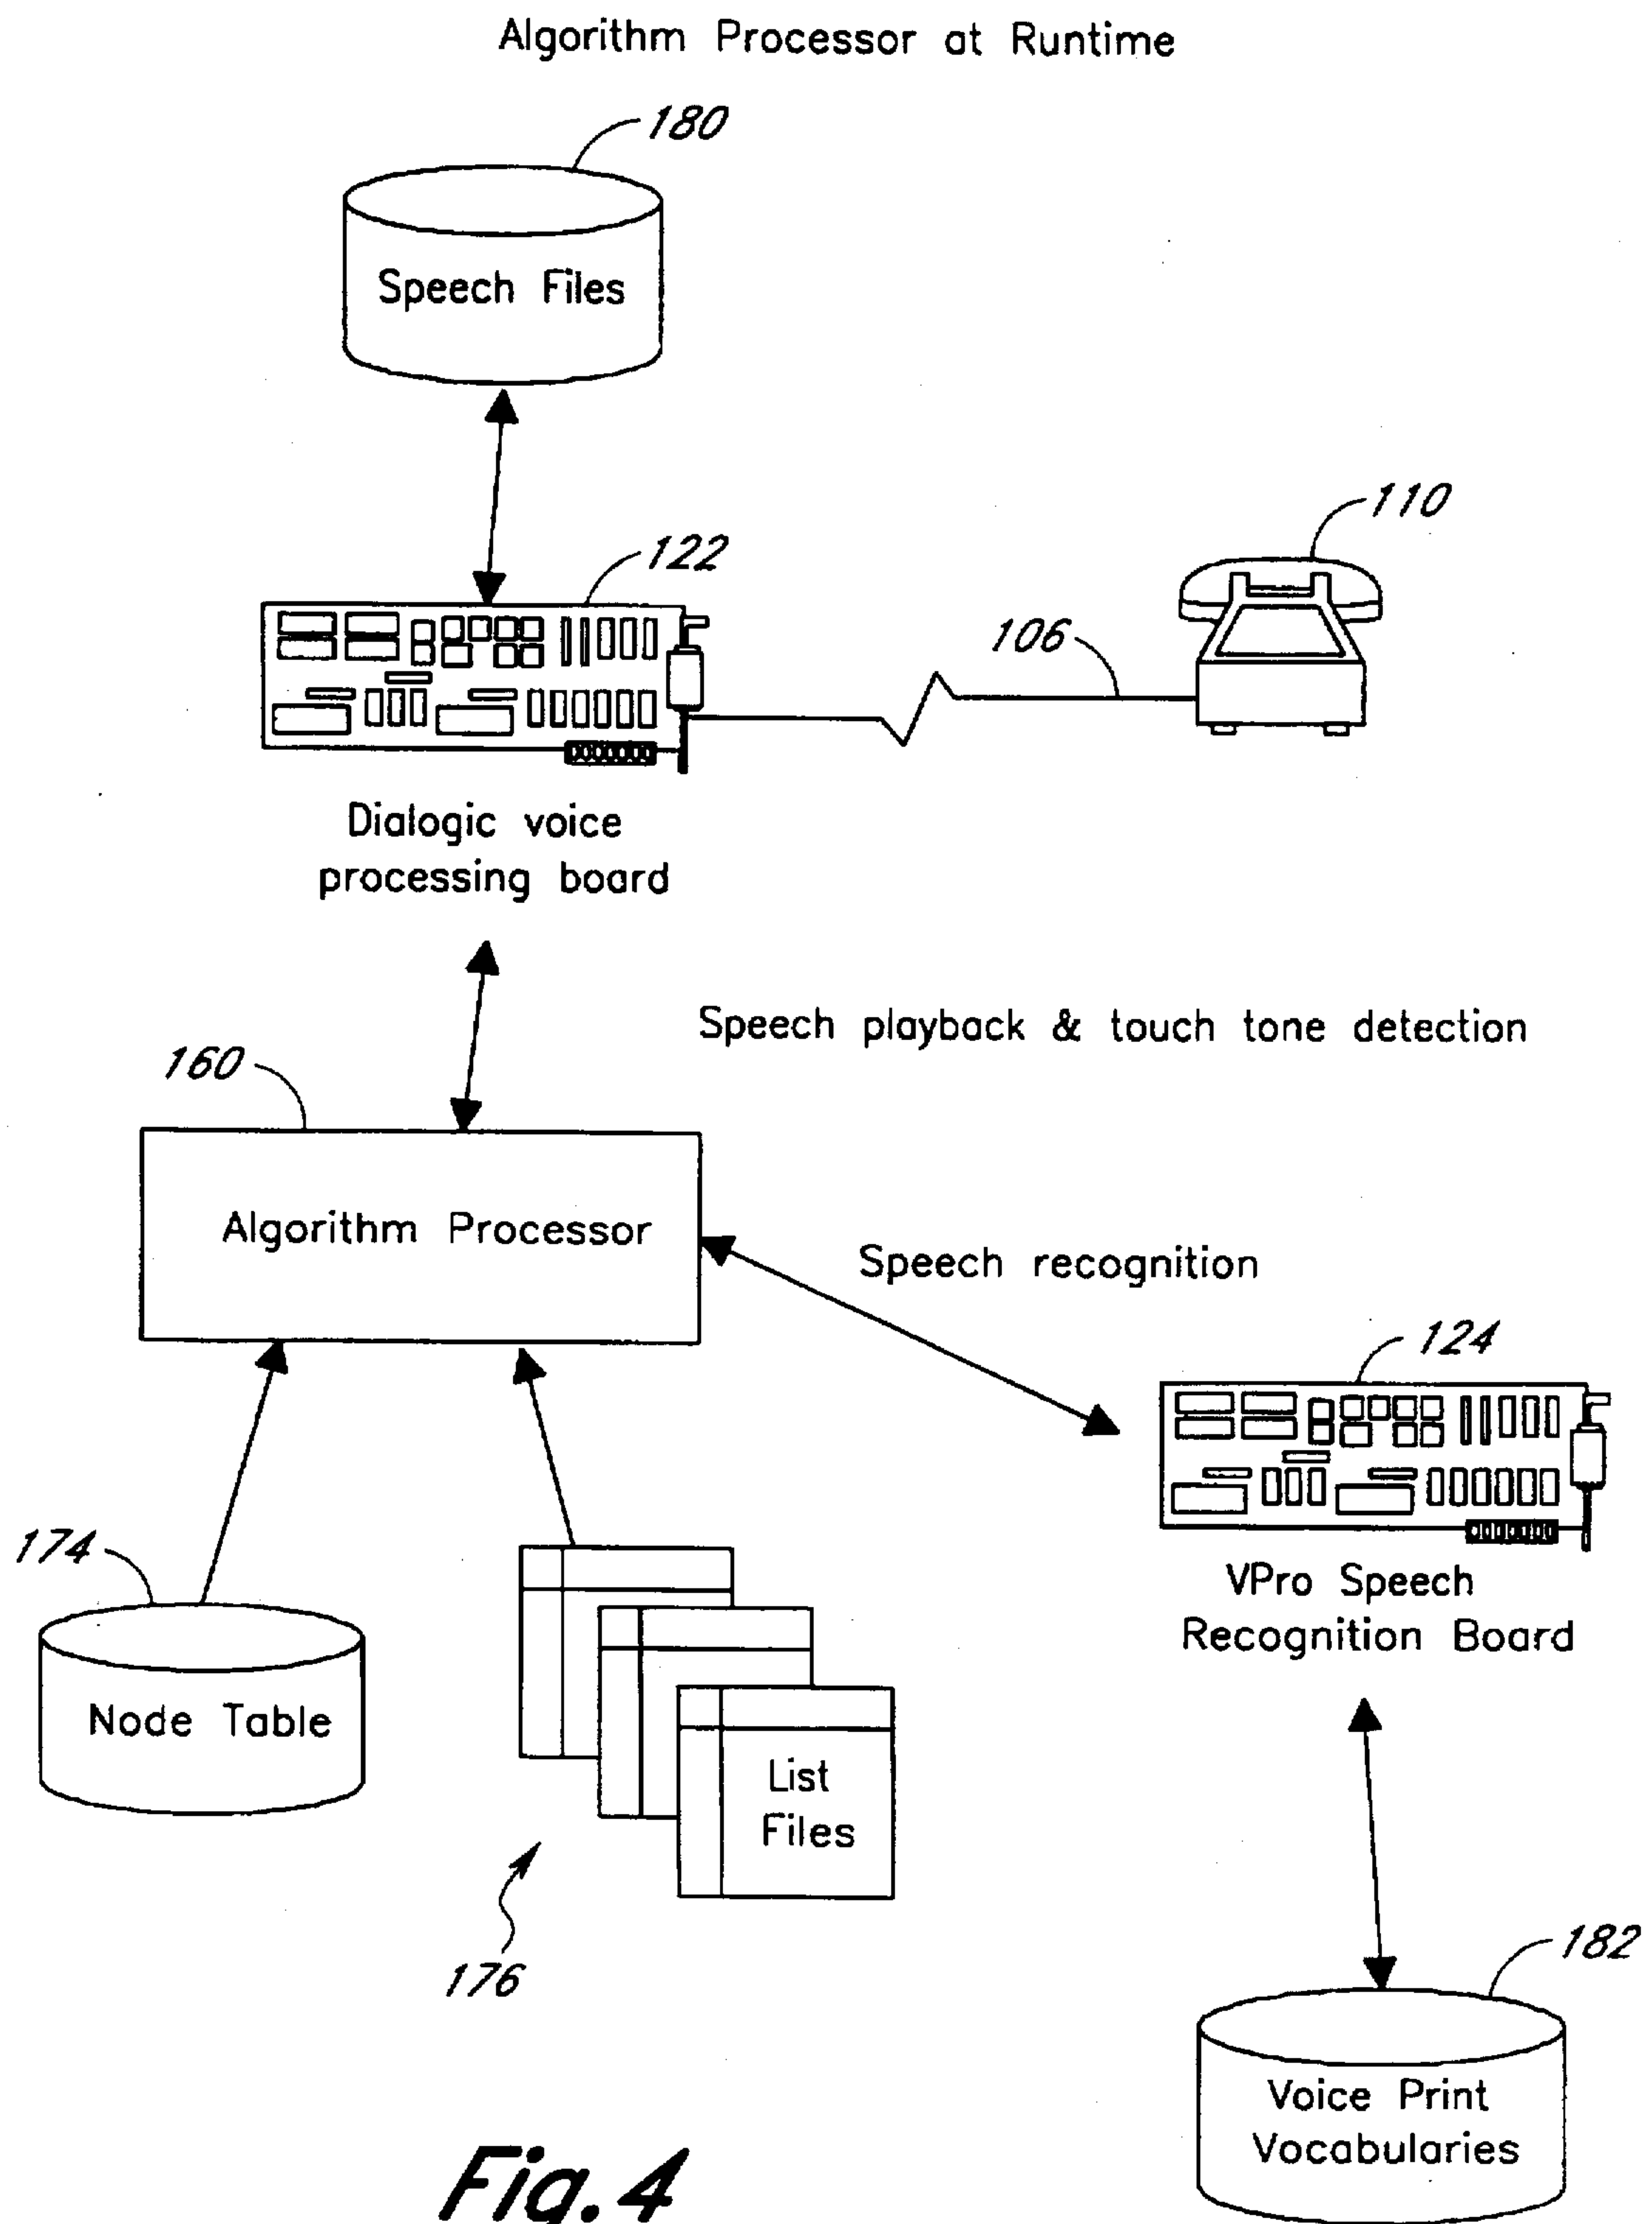 Algorithm Processor at Runtime
180
Speech Files
110
122
106
Dialogic voice
processing board
Speech playback & touch tone detection
160
Algorithm Processor
Speech recognition
124
VPro Speech
Recognition Board
174
Node Table
List
Files
176
182
Voice Print
Vocabularies
Fig. 4